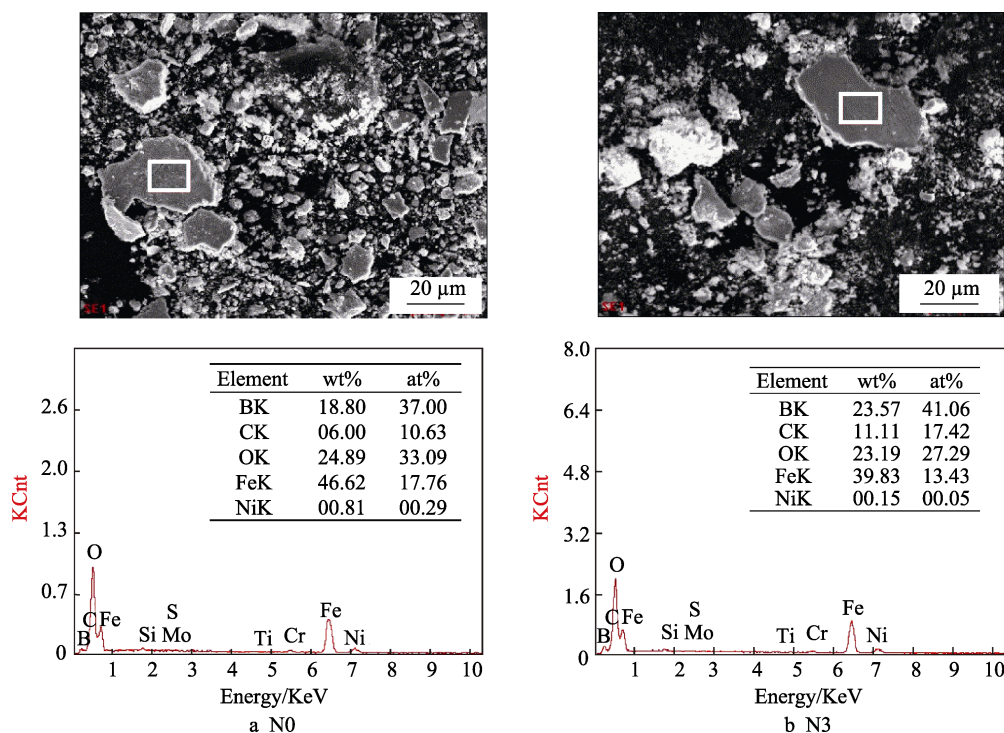 20 μm
SE1
20 μm
SE1
KCnt
2.6
2.0
1.3
0.7
0
Element wt% at%
BK 18.80 37.00
CK 06.00 10.63
OK 24.89 33.09
FeK 46.62 17.76
NiK 00.81 00.29
O
B C Fe
S
Si Mo
Ti Cr
Fe
Ni
1 2 3 4 5 6 7 8 9 10
Energy/KeV
a N0
KCnt
8.0
6.4
4.8
3.2
1.6
0
Element wt% at%
BK 23.57 41.06
CK 11.11 17.42
OK 23.19 27.29
FeK 39.83 13.43
NiK 00.15 00.05
O
B C Fe
S
Si Mo
Ti Cr
Fe
Ni
1 2 3 4 5 6 7 8 9 10
Energy/KeV
b N3